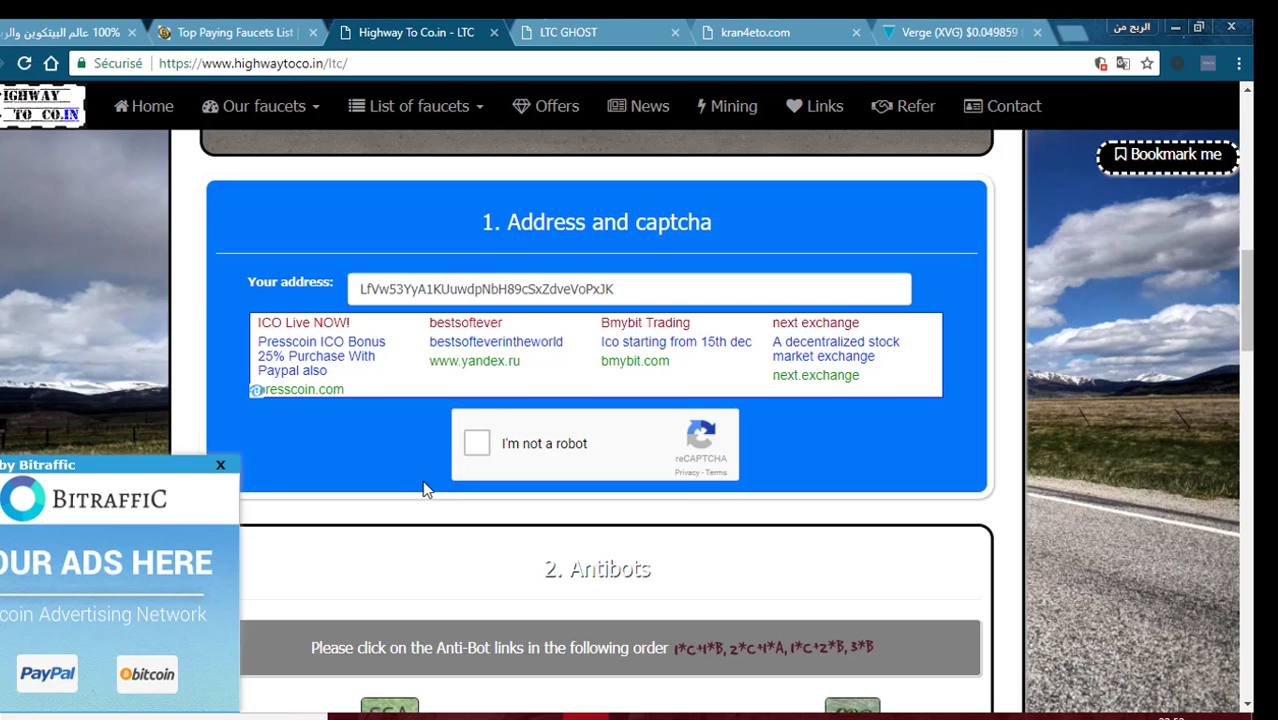 100% عالم البيتكوين والرب
Top Paying Faucets List
Highway To Co.in - LTC
LTC GHOST
kran4eto.com
Verge (XVG) $0.049859
الربح من
Sécurisé
https://www.highwaytoco.in/ltc/
HIGHWAY
TO CO.IN
Home
Our faucets
List of faucets
Offers
News
Mining
Links
Refer
Contact
Bookmark me
1. Address and captcha
Your address:
LfVw53YyA1KUuwdpNbH89cSxZdveVoPxJK
ICO Live NOW!
Presscoin ICO Bonus
25% Purchase With
Paypal also
resscoin.com
bestsoftever
bestsofteverintheworld
www.yandex.ru
Bmybit Trading
Ico starting from 15th dec
bmybit.com
next exchange
A decentralized stock
market exchange
next.exchange
I'm not a robot
reCAPTCHA
Privacy - Terms
by Bitraffic
X
BITRAFFIC
OUR ADS HERE
coin Advertising Network
PayPal
bitcoin
2. Antibots
Please click on the Anti-Bot links in the following order 1*C+1*B, 2*C+1*A, 1*C+2*B, 3*B